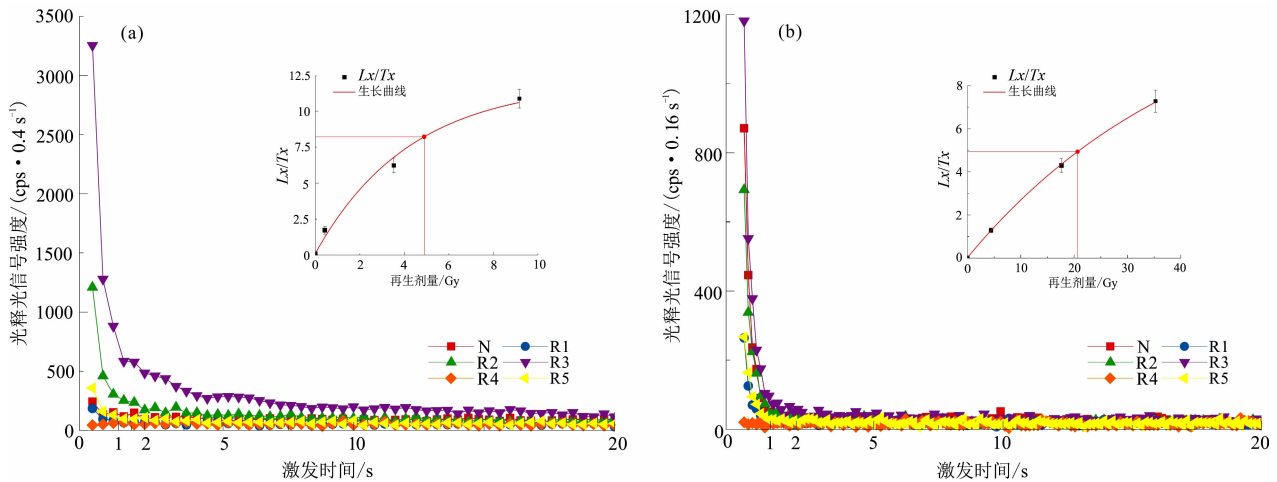 (a)
光释光信号强度/(cps·0.4 s⁻¹)
3500
3000
2500
2000
1500
1000
500
0
0 1 2 5 10 20
激发时间/s
Lx/Tx
生长曲线
Lx/Tx
12.5
10
7.5
5
2.5
0
0 2 4 6 8 10
再生剂量/Gy
N R1
R2 R3
R4 R5
(b)
光释光信号强度/(cps·0.16 s⁻¹)
1200
800
400
0
0 1 2 5 10 20
激发时间/s
Lx/Tx
生长曲线
Lx/Tx
8
6
4
2
0
0 10 20 30 40
再生剂量/Gy
N R1
R2 R3
R4 R5